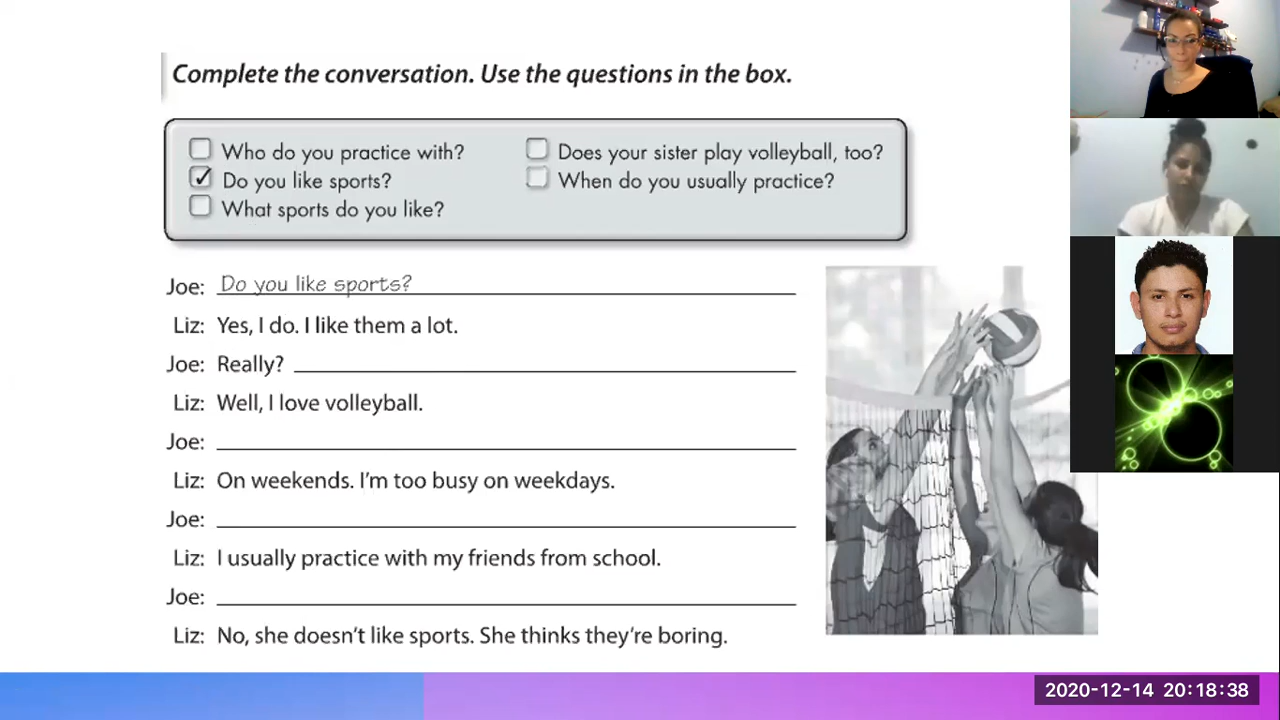 Complete the conversation. Use the questions in the box.
Who do you practice with?
Do you like sports?
What sports do you like?
Does your sister play volleyball, too?
When do you usually practice?
Joe: Do you like sports?
Liz: Yes, I do. I like them a lot.
Joe: Really?
Liz: Well, I love volleyball.
Joe:
Liz: On weekends. I'm too busy on weekdays.
Joe:
Liz: I usually practice with my friends from school.
Joe:
Liz: No, she doesn't like sports. She thinks they're boring.
2020-12-14 20:18:38